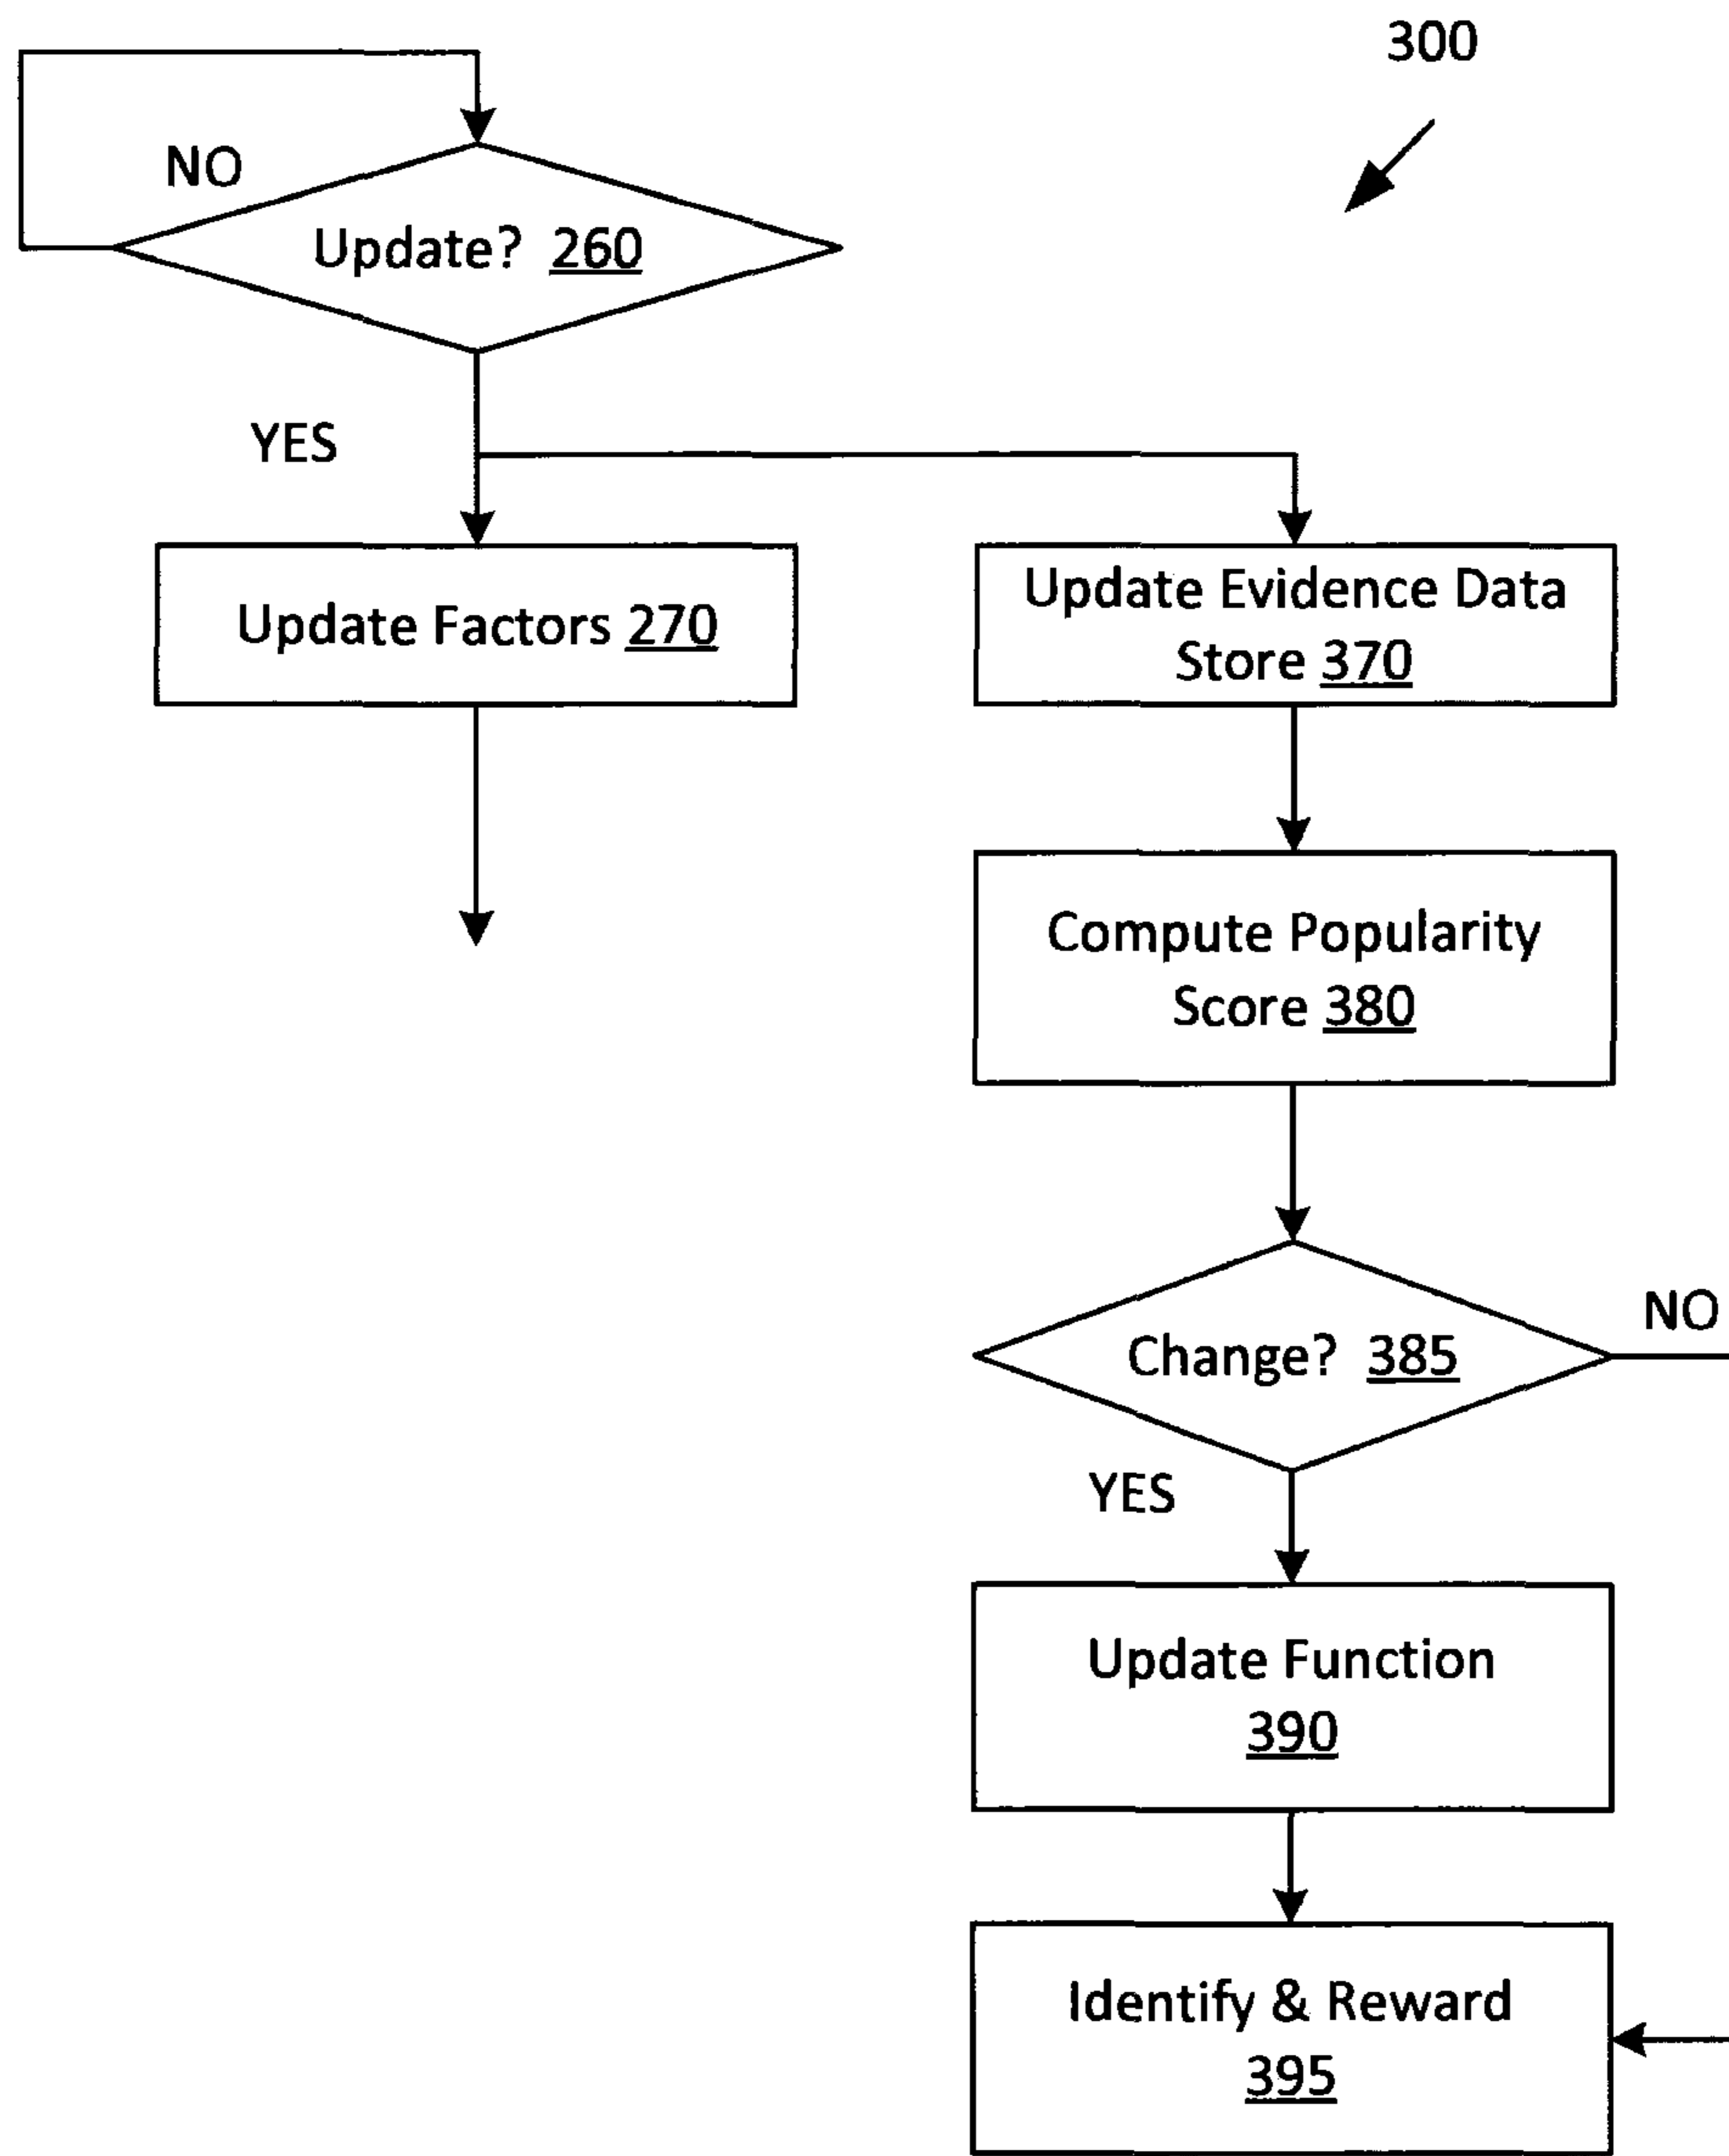 300
NO
Update? 260
YES
Update Factors 270
Update Evidence Data
Store 370
Compute Popularity
Score 380
NO
Change? 385
YES
Update Function
390
Identify & Reward
395